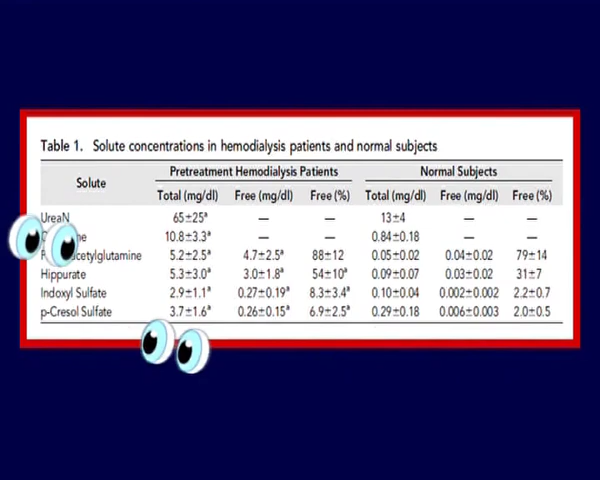 Table 1. Solute concentrations in hemodialysis patients and normal subjects
Solute Pretreatment Hemodialysis Patients Normal Subjects
Total (mg/dl) Free (mg/dl) Free (%) Total (mg/dl) Free (mg/dl) Free (%)
UreaN 65±25ª — — 13±4 — —
10.8±3.3ª — — 0.84±0.18 — —
5.2±2.5ª 4.7±2.5ª 88±12 0.05±0.02 0.04±0.02 79±14
Hippurate 5.3±3.0ª 3.0±1.8ª 54±10ª 0.09±0.07 0.03±0.02 31±7
Indoxyl Sulfate 2.9±1.1ª 0.27±0.19ª 8.3±3.4ª 0.10±0.04 0.002±0.002 2.2±0.7
p-Cresol Sulfate 3.7±1.6ª 0.26±0.15ª 6.9±2.5ª 0.29±0.18 0.006±0.003 2.0±0.5